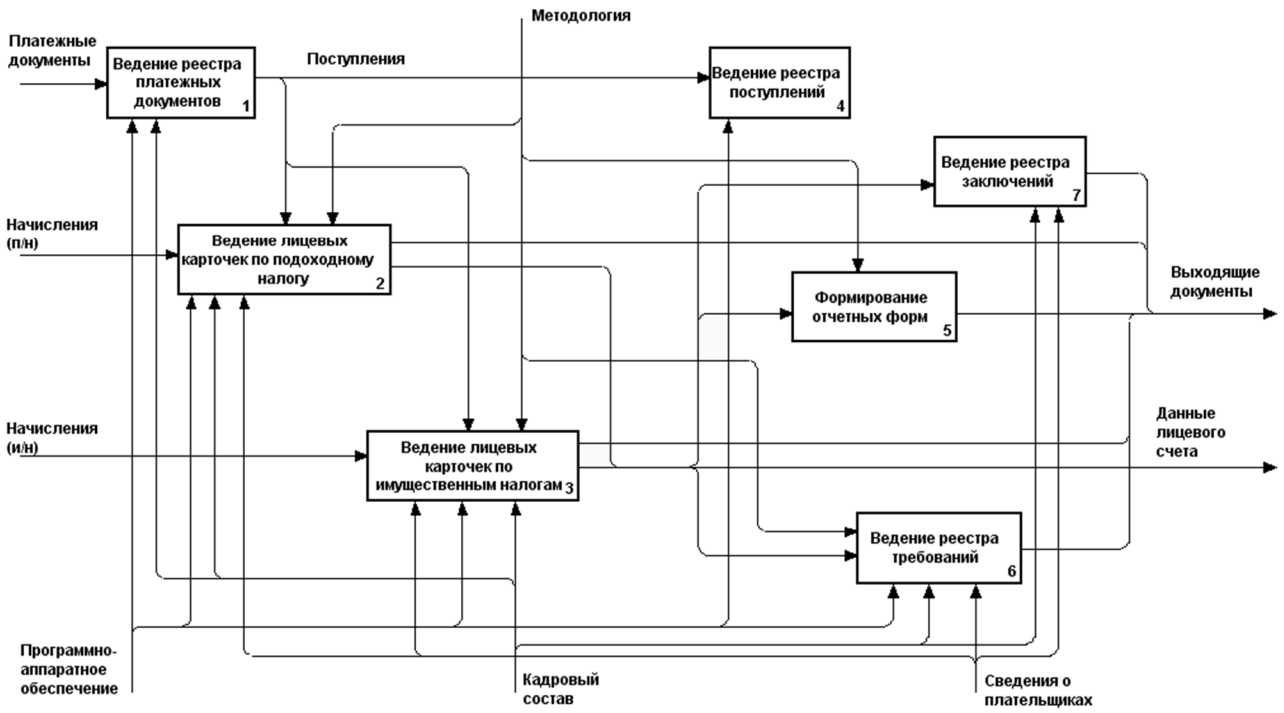 Методология
Платежные
документы
Ведение реестра
платежных
документов
1
Поступления
Ведение реестра
поступлений
4
Ведение реестра
заключений
7
Начисления
(п/н)
Ведение лицевых
карточек по подоходному
налогу
2
Выходящие
документы
Формирование
отчетных форм
5
Начисления
(и/н)
Ведение лицевых
карточек по
имущественным налогам
3
Данные
лицевого
счета
Ведение реестра
требований
6
Программно-
аппаратное
обеспечение
Кадровый
состав
Сведения о
плательщиках